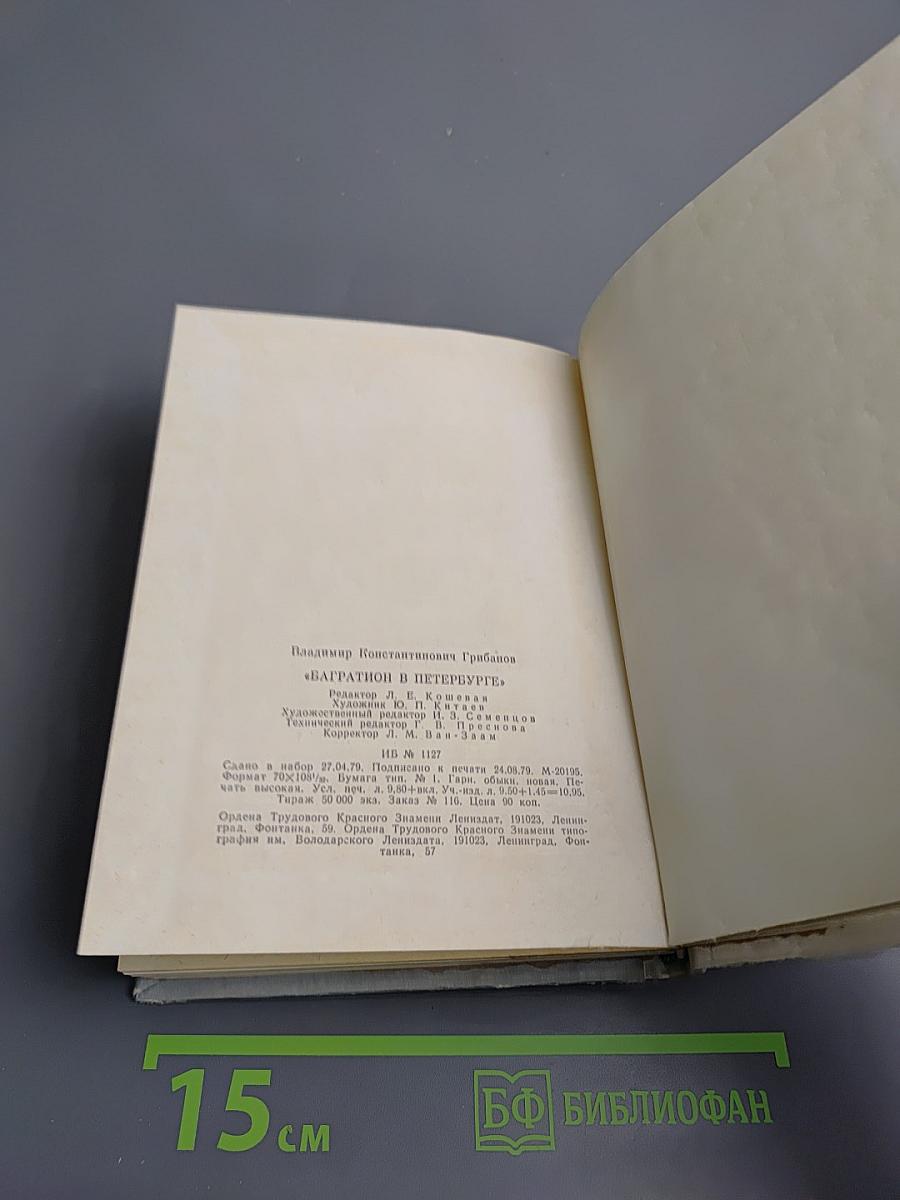 Владимир Константинович Грибанов
«БАГРАТИОН В ПЕТЕРБУРГЕ»
Редактор Л. Е. Кошевая
Художник Ю. П. Китаев
Художественный редактор И. З. Семенцов
Технический редактор Г. В. Преснова
Корректор Л. М. Ван-Заам
ИБ № 1127
Сдано в набор 27.04.79. Подписано к печати 24.08.79. М-20195.
Формат 70×108¹/₃₂. Бумага тип. № 1. Гарн. обыкн. новая. Пе-
чать высокая. Усл. печ. л. 9,80+вкл. Уч.-изд. л. 9.50+1.45=10,95.
Тираж 50 000 экз. Заказ № 116. Цена 90 коп.
Ордена Трудового Красного Знамени Лениздат, 191023, Ленин-
град, Фонтанка, 59. Ордена Трудового Красного Знамени типо-
графия им. Володарского Лениздата, 191023, Ленинград, Фон-
танка, 57
15 см
БФ БИБЛИОФАН